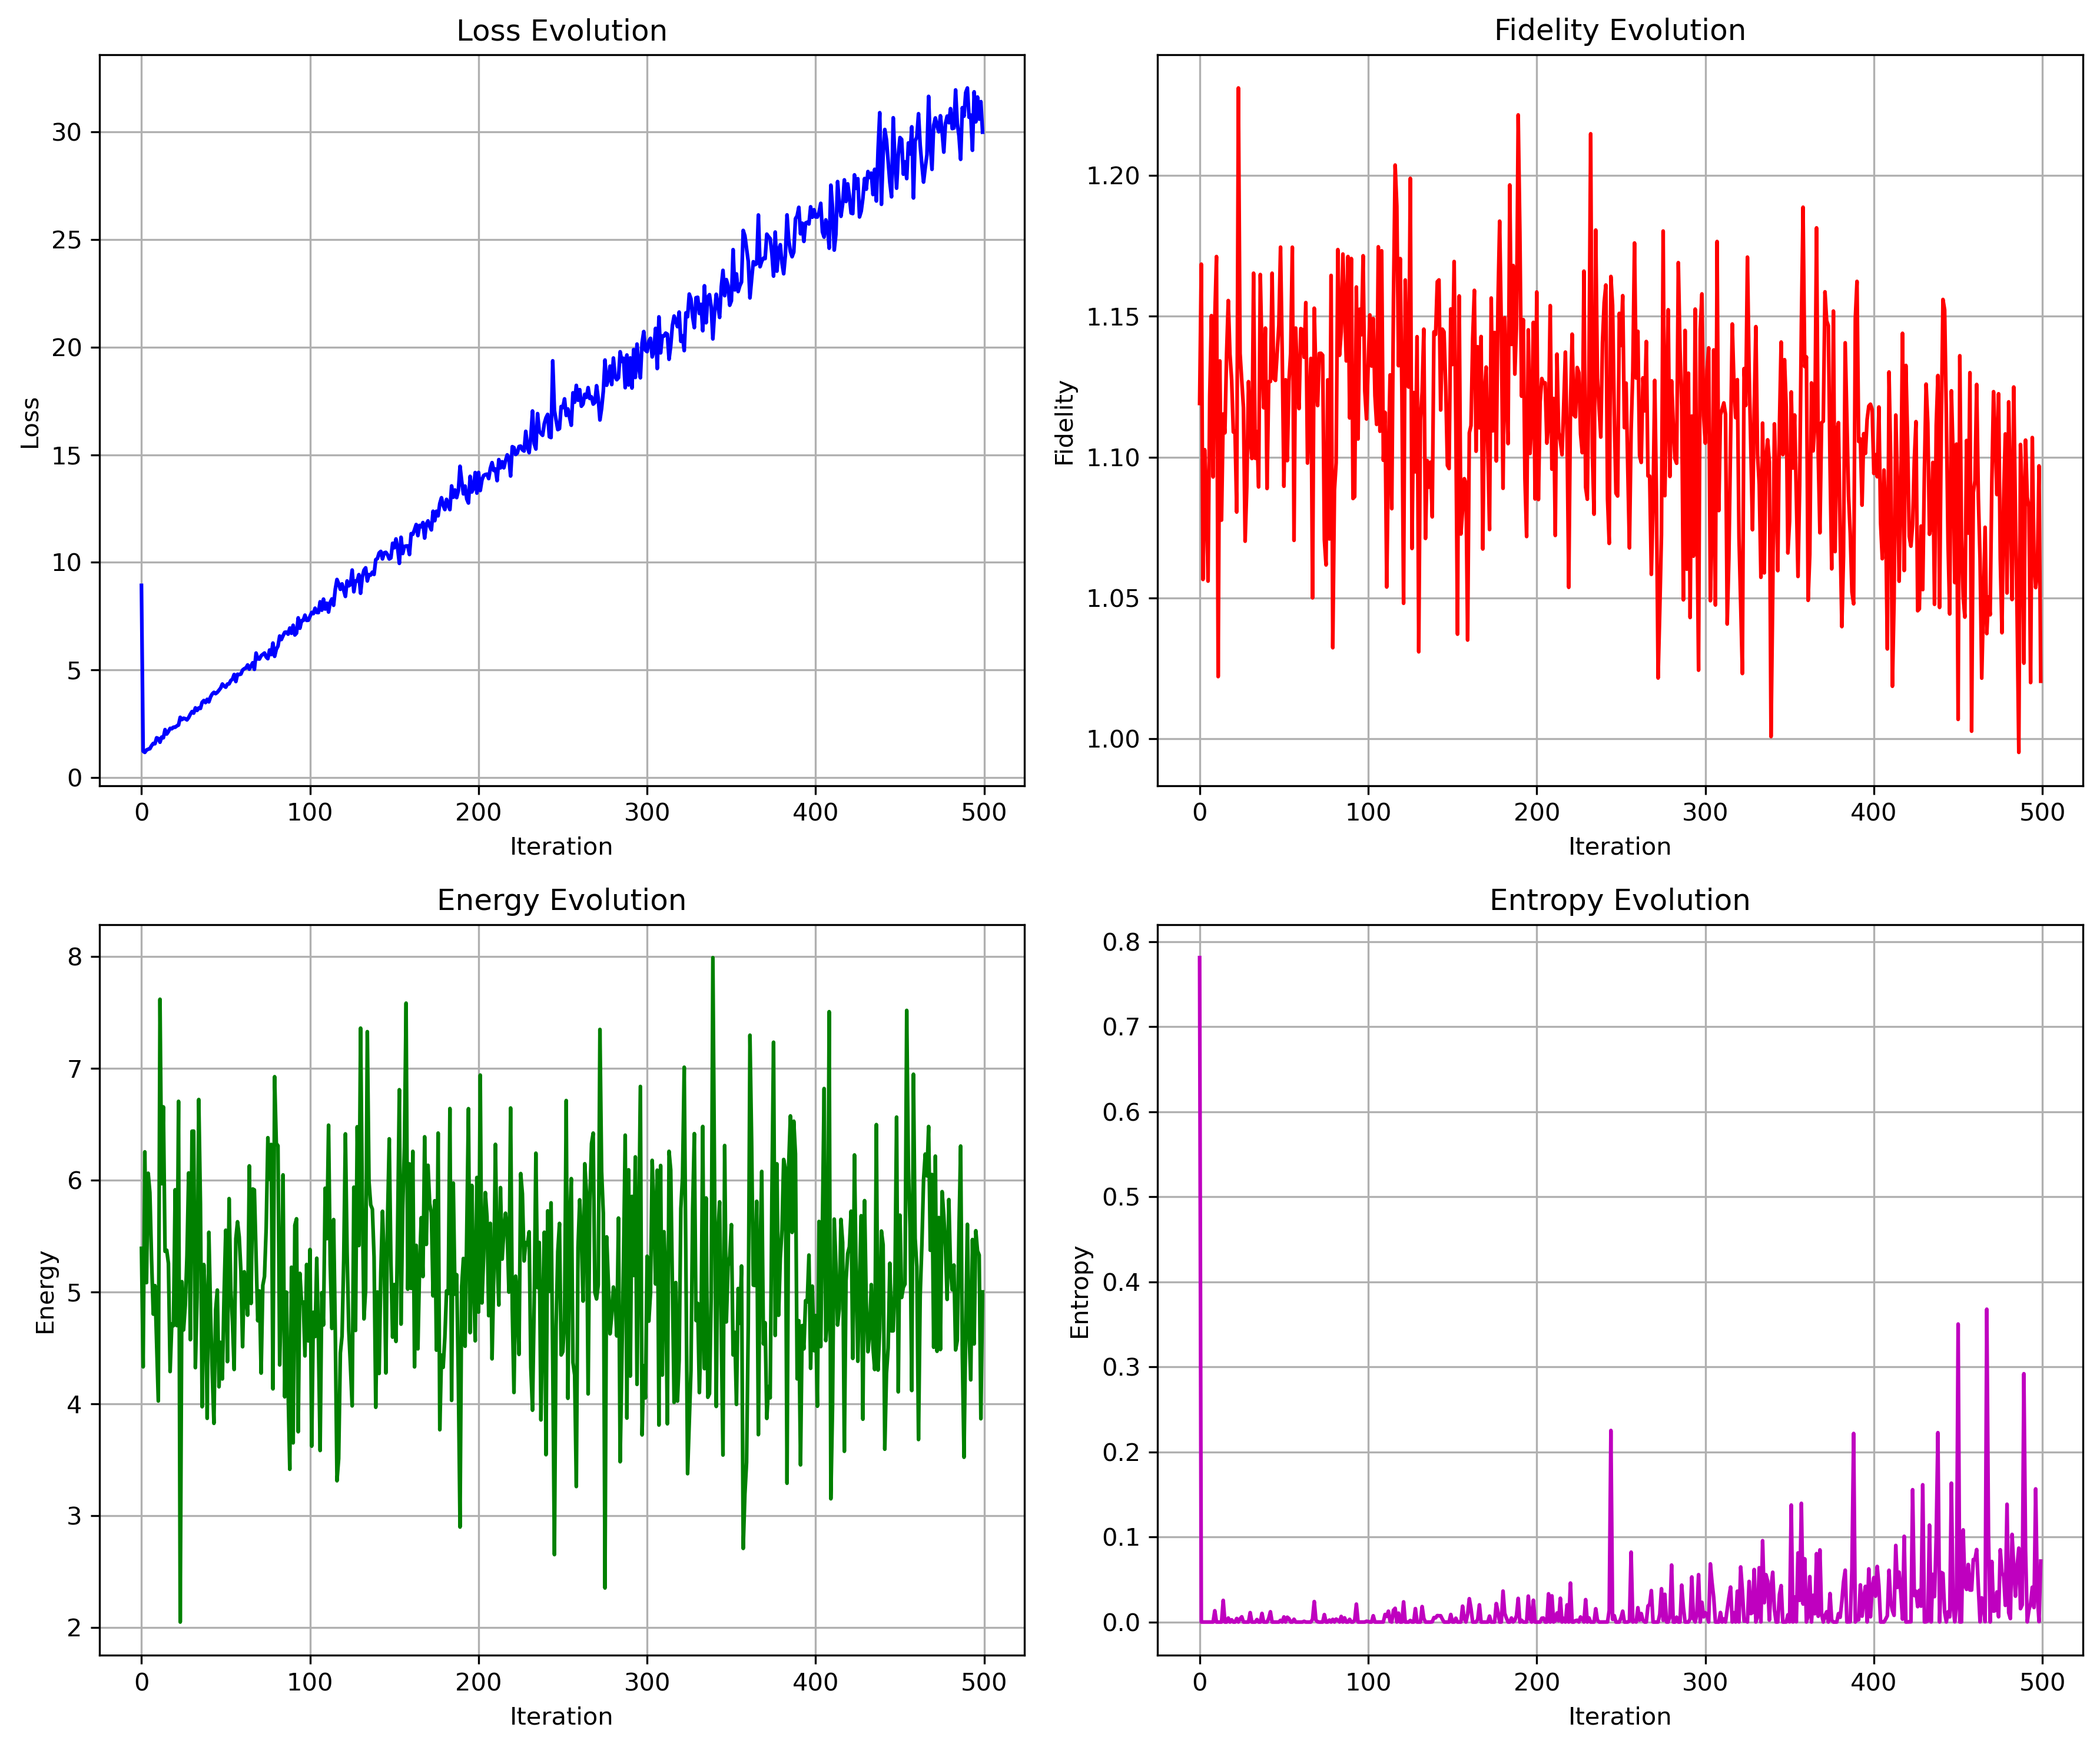 Loss Evolution
30
25
20
15
10
5
0
Loss
0 100 200 300 400 500
Iteration
Fidelity Evolution
1.20
1.15
1.10
1.05
1.00
Fidelity
0 100 200 300 400 500
Iteration
Energy Evolution
8
7
6
5
4
3
2
Energy
0 100 200 300 400 500
Iteration
Entropy Evolution
0.8
0.7
0.6
0.5
0.4
0.3
0.2
0.1
0.0
Entropy
0 100 200 300 400 500
Iteration